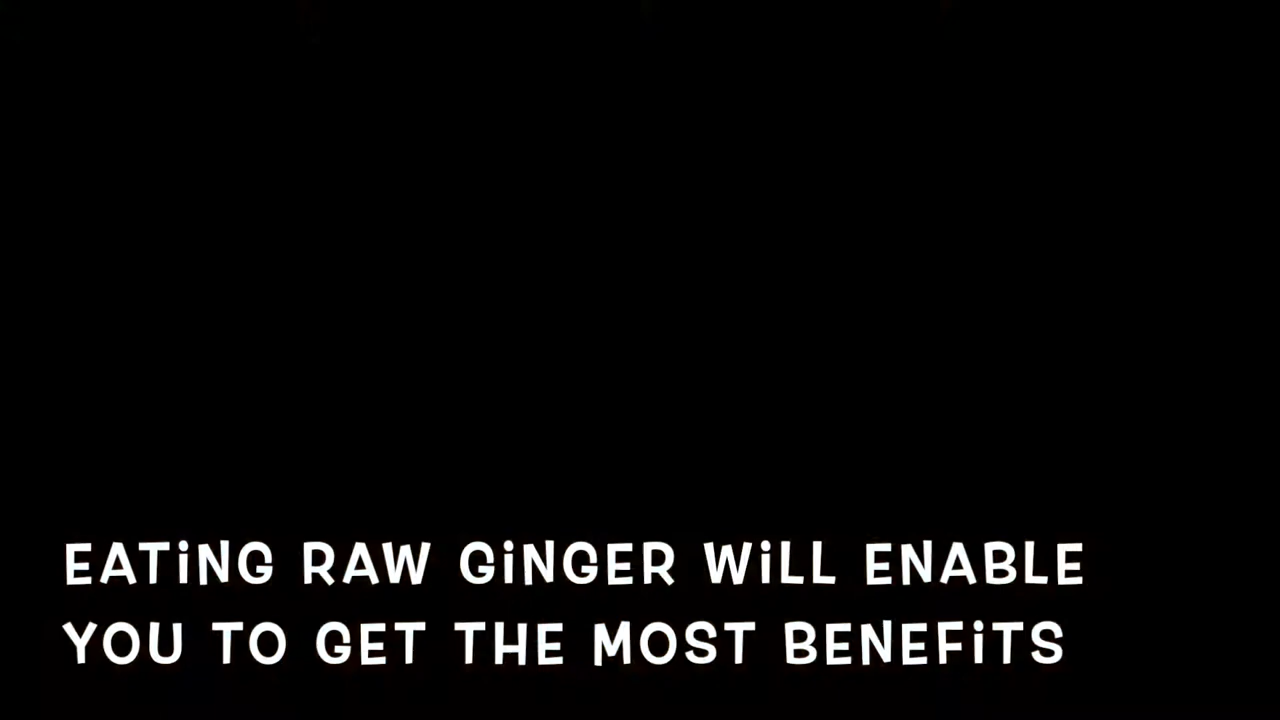 EATiNG RAW GiNGER WiLL ENABLE
YOU TO GET THE MOST BENEFiTS